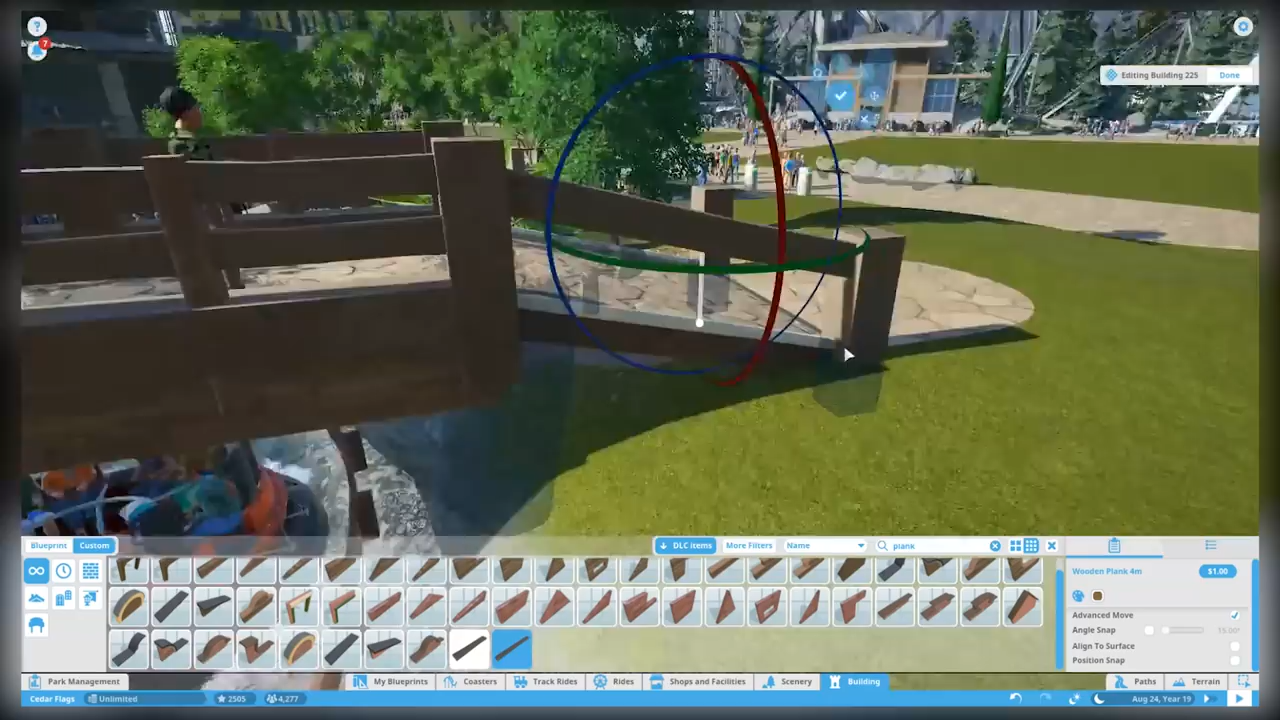 ?
7
Editing Building 225 Done
Blueprint Custom DLC items More Filters Name plank
Wooden Plank 4m $1.00
Advanced Move
Angle Snap 15.00°
Align To Surface
Position Snap
Park Management My Blueprints Coasters Track Rides Rides Shops and Facilities Scenery Building Paths Terrain
Cedar Flags Unlimited 2505 4,277 Aug 24, Year 19